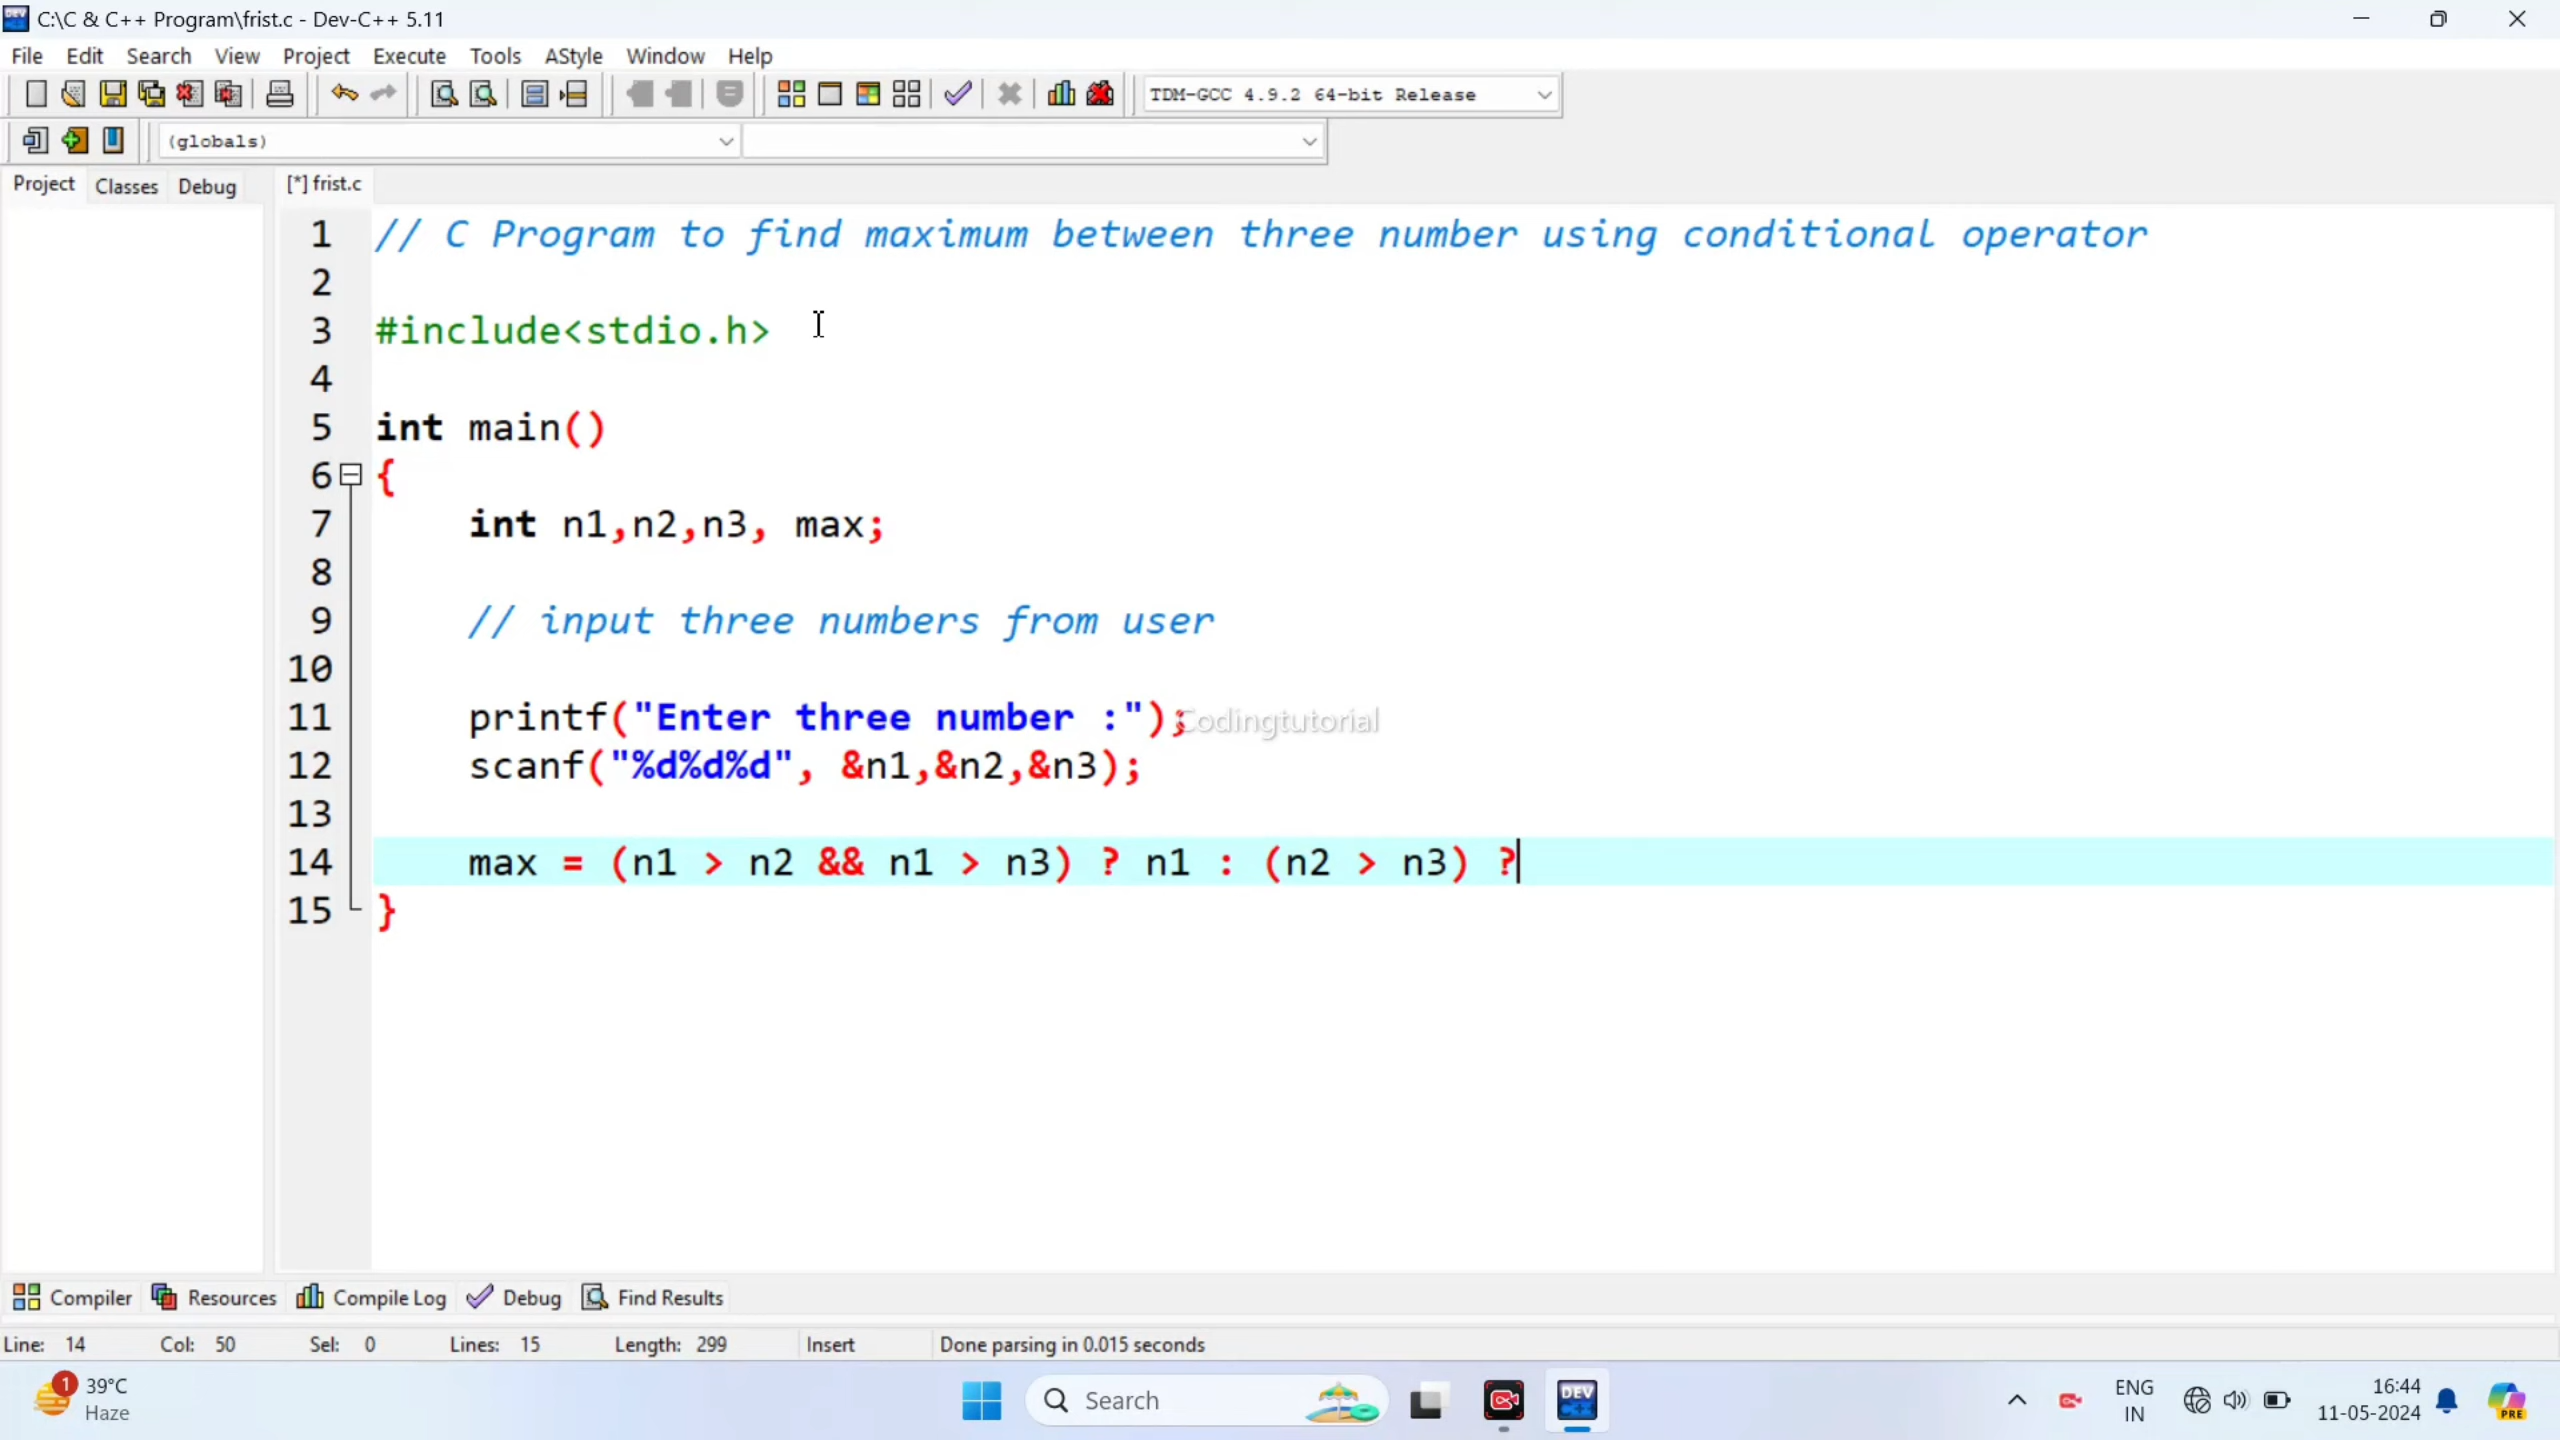 C:\C & C++ Program\frist.c - Dev-C++ 5.11
File Edit Search View Project Execute Tools AStyle Window Help
TDM-GCC 4.9.2 64-bit Release
(globals)
Project Classes Debug [*] frist.c
1 // C Program to find maximum between three number using conditional operator
2
3 #include<stdio.h>
4
5 int main()
6 {
7 int n1,n2,n3, max;
8
9 // input three numbers from user
10
11 printf("Enter three number :");
Codingtutorial
12 scanf("%d%d%d", &n1,&n2,&n3);
13
14 max = (n1 > n2 && n1 > n3) ? n1 : (n2 > n3) ?
15 }
Compiler Resources Compile Log Debug Find Results
Line: 14 Col: 50 Sel: 0 Lines: 15 Length: 299 Insert Done parsing in 0.015 seconds
1 39°C
Haze
DEV C++
Search
DEV C++
ENG
IN
16:44
11-05-2024
PRE